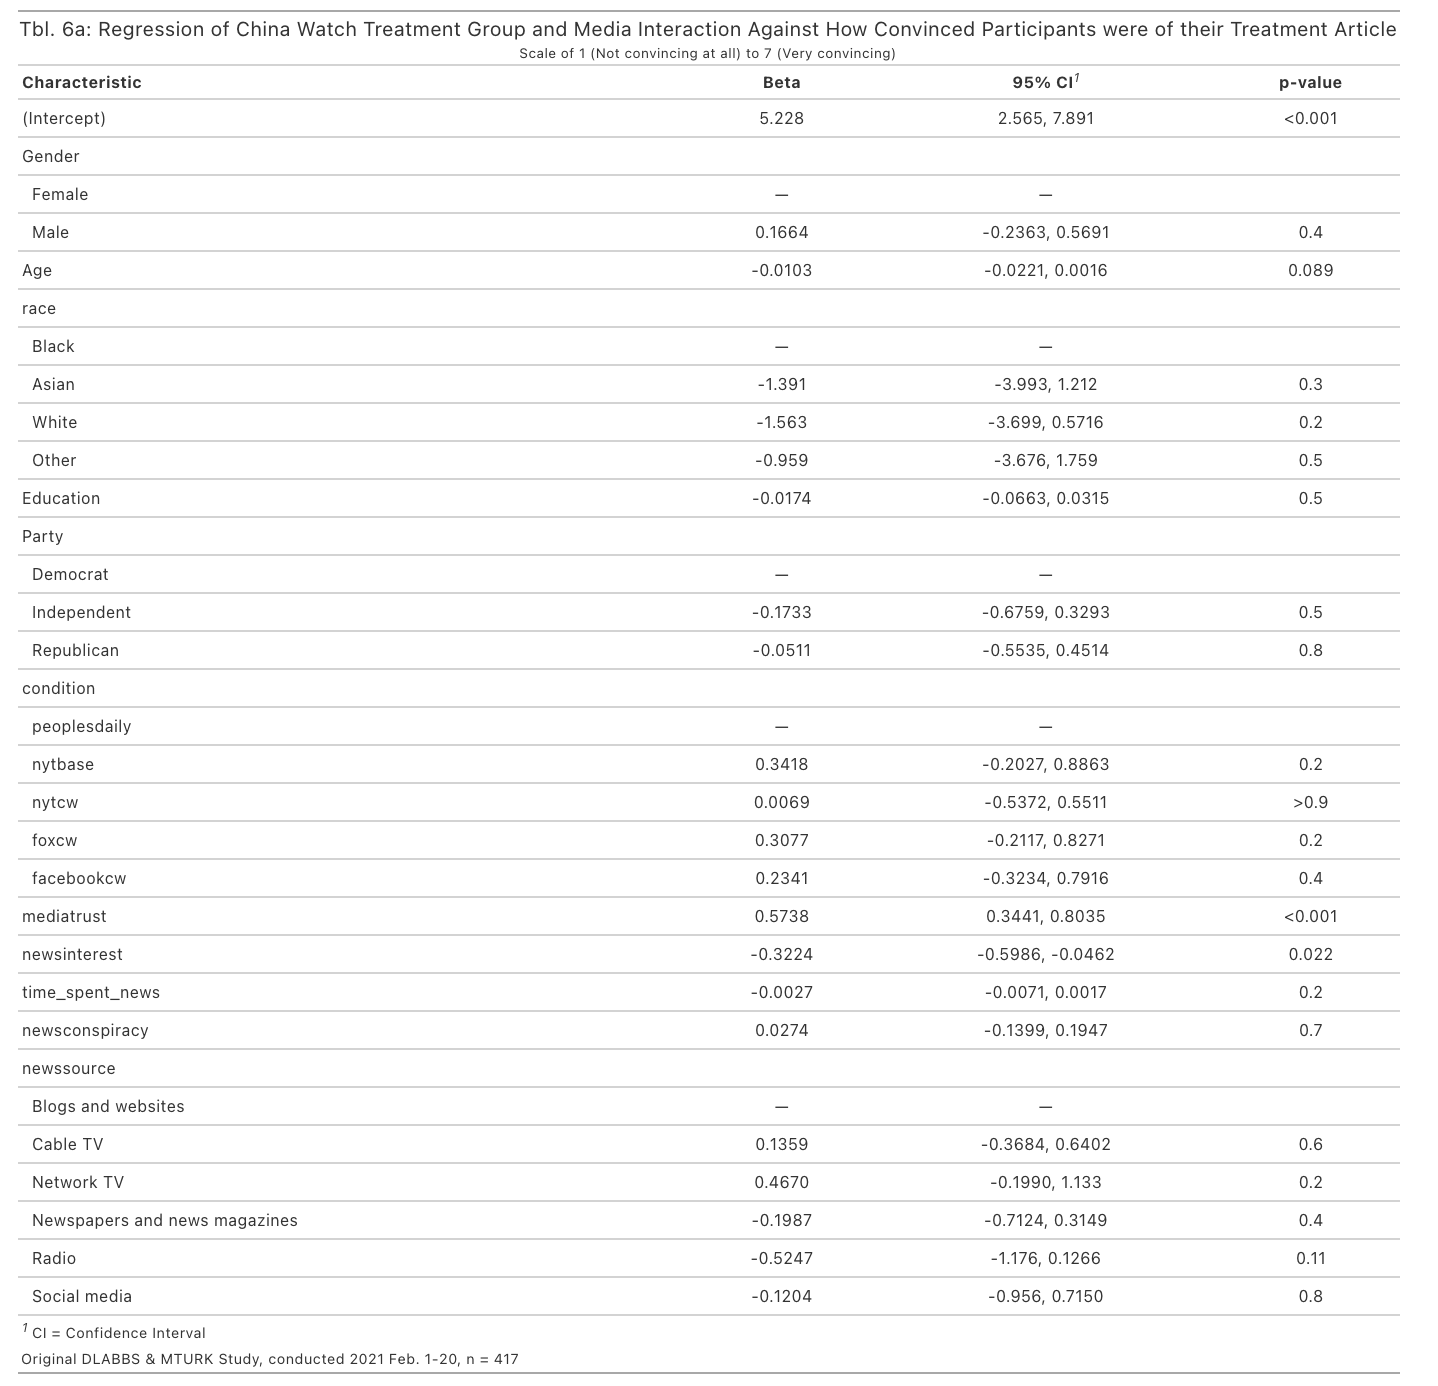 Tbl. 6a: Regression of China Watch Treatment Group and Media Interaction Against How Convinced Participants were of their Treatment Article
Scale of 1 (Not convincing at all) to 7 (Very convincing)
Characteristic Beta 95% CI1 p-value
(Intercept) 5.228 2.565, 7.891 <0.001
Gender
Female — —
Male 0.1664 -0.2363, 0.5691 0.4
Age -0.0103 -0.0221, 0.0016 0.089
race
Black — —
Asian -1.391 -3.993, 1.212 0.3
White -1.563 -3.699, 0.5716 0.2
Other -0.959 -3.676, 1.759 0.5
Education -0.0174 -0.0663, 0.0315 0.5
Party
Democrat — —
Independent -0.1733 -0.6759, 0.3293 0.5
Republican -0.0511 -0.5535, 0.4514 0.8
condition
peoplesdaily — —
nytbase 0.3418 -0.2027, 0.8863 0.2
nytcw 0.0069 -0.5372, 0.5511 >0.9
foxcw 0.3077 -0.2117, 0.8271 0.2
facebookcw 0.2341 -0.3234, 0.7916 0.4
mediatrust 0.5738 0.3441, 0.8035 <0.001
newsinterest -0.3224 -0.5986, -0.0462 0.022
time_spent_news -0.0027 -0.0071, 0.0017 0.2
newsconspiracy 0.0274 -0.1399, 0.1947 0.7
newssource
Blogs and websites — —
Cable TV 0.1359 -0.3684, 0.6402 0.6
Network TV 0.4670 -0.1990, 1.133 0.2
Newspapers and news magazines -0.1987 -0.7124, 0.3149 0.4
Radio -0.5247 -1.176, 0.1266 0.11
Social media -0.1204 -0.956, 0.7150 0.8
1 CI = Confidence Interval
Original DLABBS & MTURK Study, conducted 2021 Feb. 1-20, n = 417